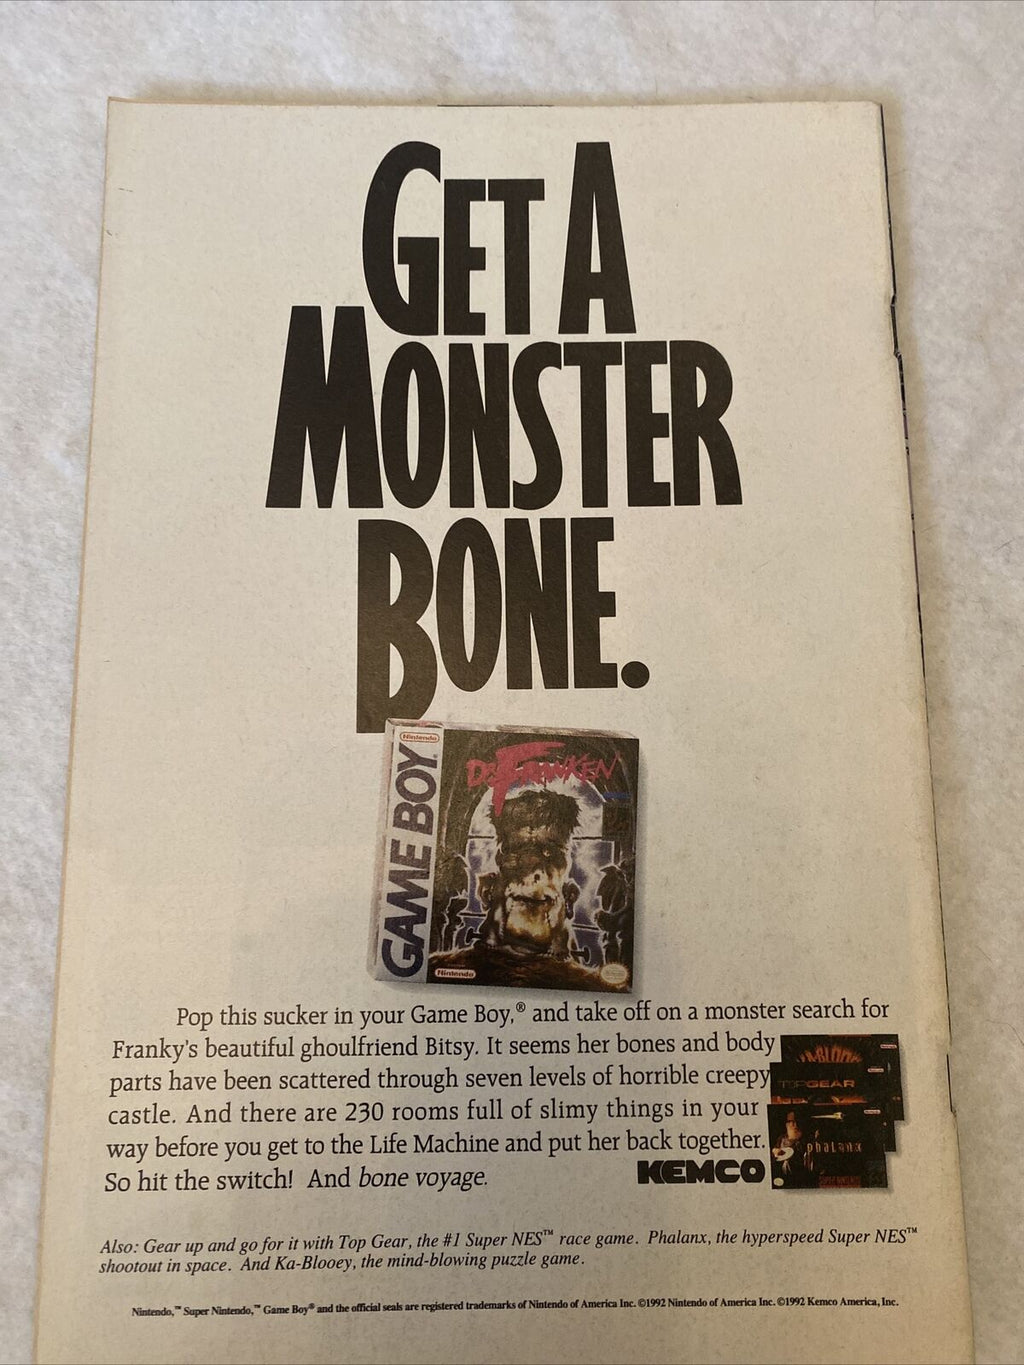 GET A
MONSTER
BONE.
Nintendo
GAME BOY
DR. FRANKEN
Nintendo
Pop this sucker in your Game Boy,® and take off on a monster search for
Franky's beautiful ghoulfriend Bitsy. It seems her bones and body
parts have been scattered through seven levels of horrible creepy
castle. And there are 230 rooms full of slimy things in your
way before you get to the Life Machine and put her back together.
So hit the switch! And bone voyage.
KEMCO
TOP GEAR
phalanx
SUPER NINTENDO
Also: Gear up and go for it with Top Gear, the #1 Super NES™ race game. Phalanx, the hyperspeed Super NES™
shootout in space. And Ka-Blooey, the mind-blowing puzzle game.
Nintendo,™ Super Nintendo,™ Game Boy® and the official seals are registered trademarks of Nintendo of America Inc. ©1992 Nintendo of America Inc. ©1992 Kemco America, Inc.